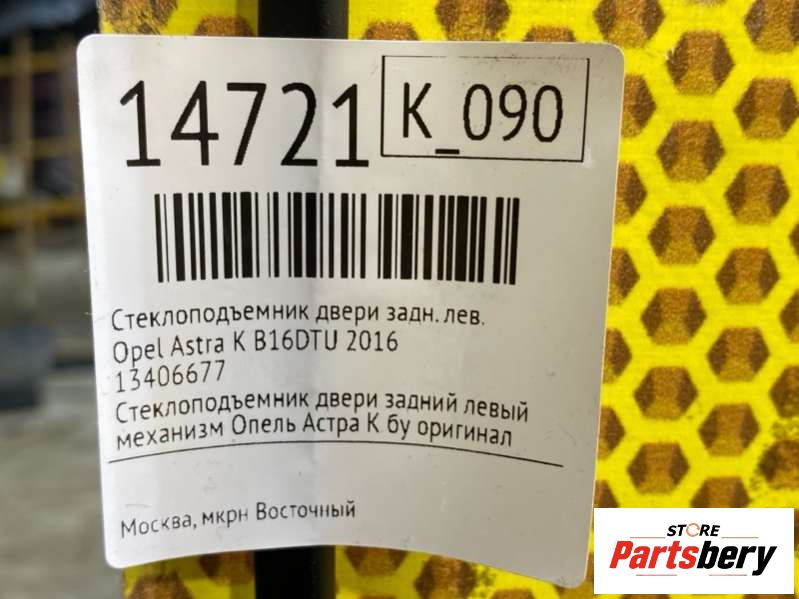 14721
K_090
Стеклоподъемник двери задн. лев.
Opel Astra K B16DTU 2016
13406677
Стеклоподъемник двери задний левый
механизм Опель Астра К бу оригинал
Москва, мкрн Восточный
STORE
Partsbery